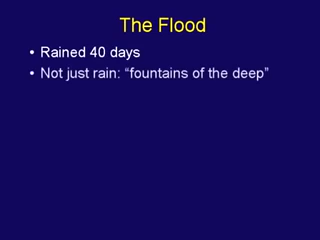 The Flood
• Rained 40 days
• Not just rain: “fountains of the deep”